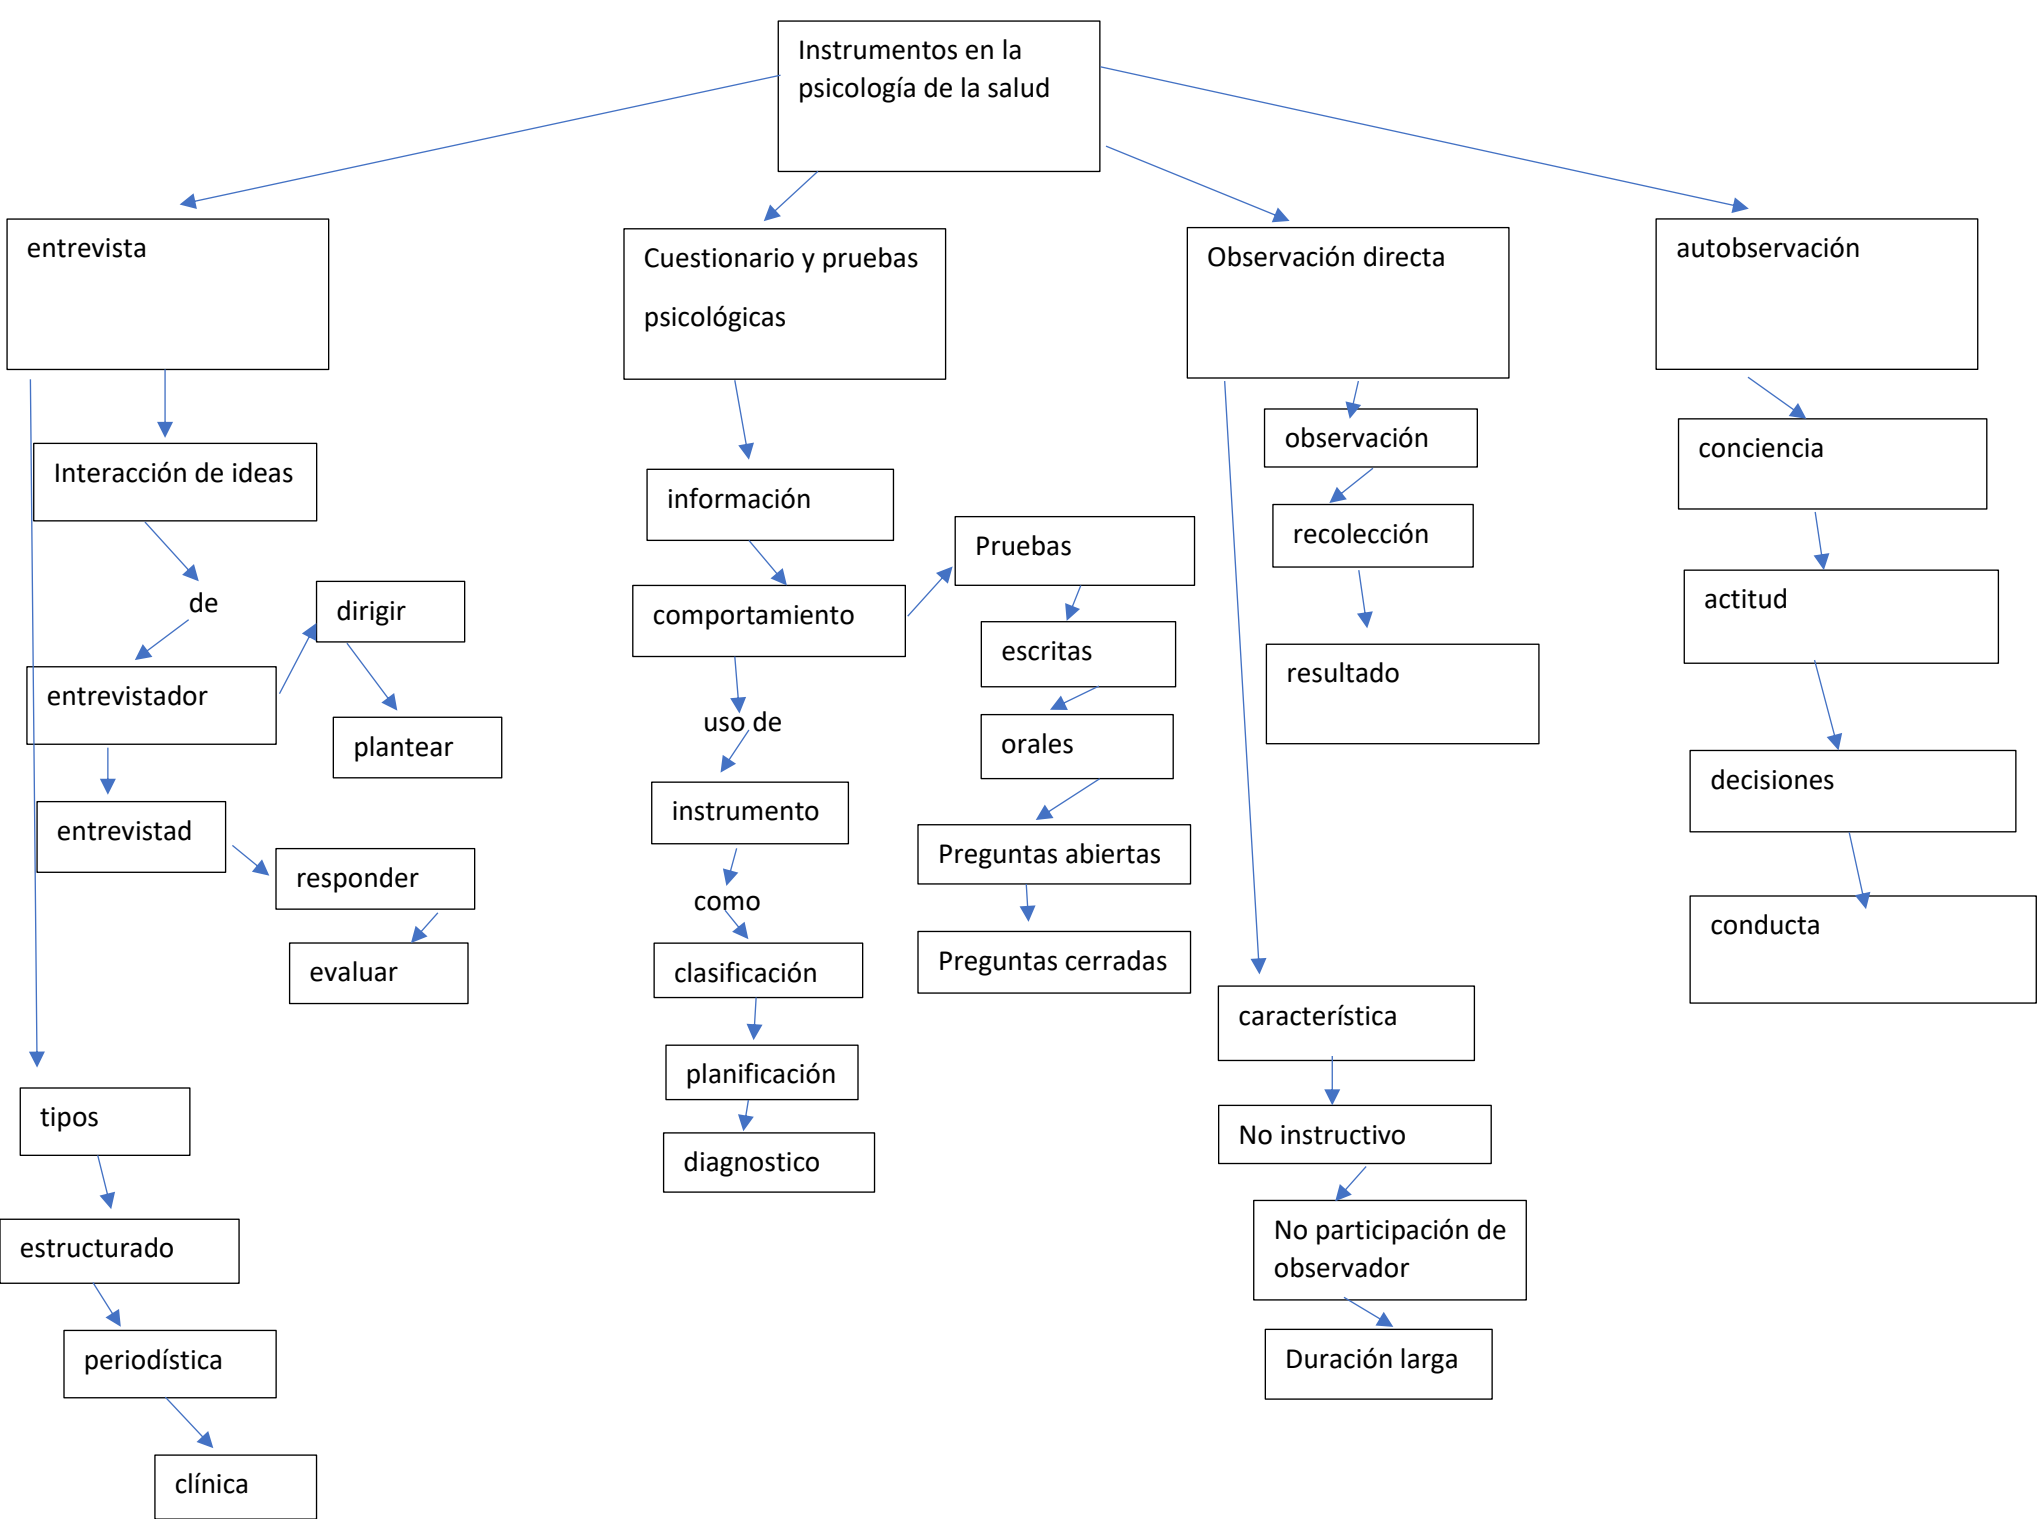 Instrumentos en la
psicología de la salud
entrevista
Cuestionario y pruebas
psicológicas
Observación directa
autobservación
Interacción de ideas
de
entrevistador
dirigir
plantear
entrevistad
responder
evaluar
tipos
estructurado
periodística
clínica
información
comportamiento
uso de
instrumento
como
clasificación
planificación
diagnostico
Pruebas
escritas
orales
Preguntas abiertas
Preguntas cerradas
observación
recolección
resultado
característica
No instructivo
No participación de
observador
Duración larga
conciencia
actitud
decisiones
conducta